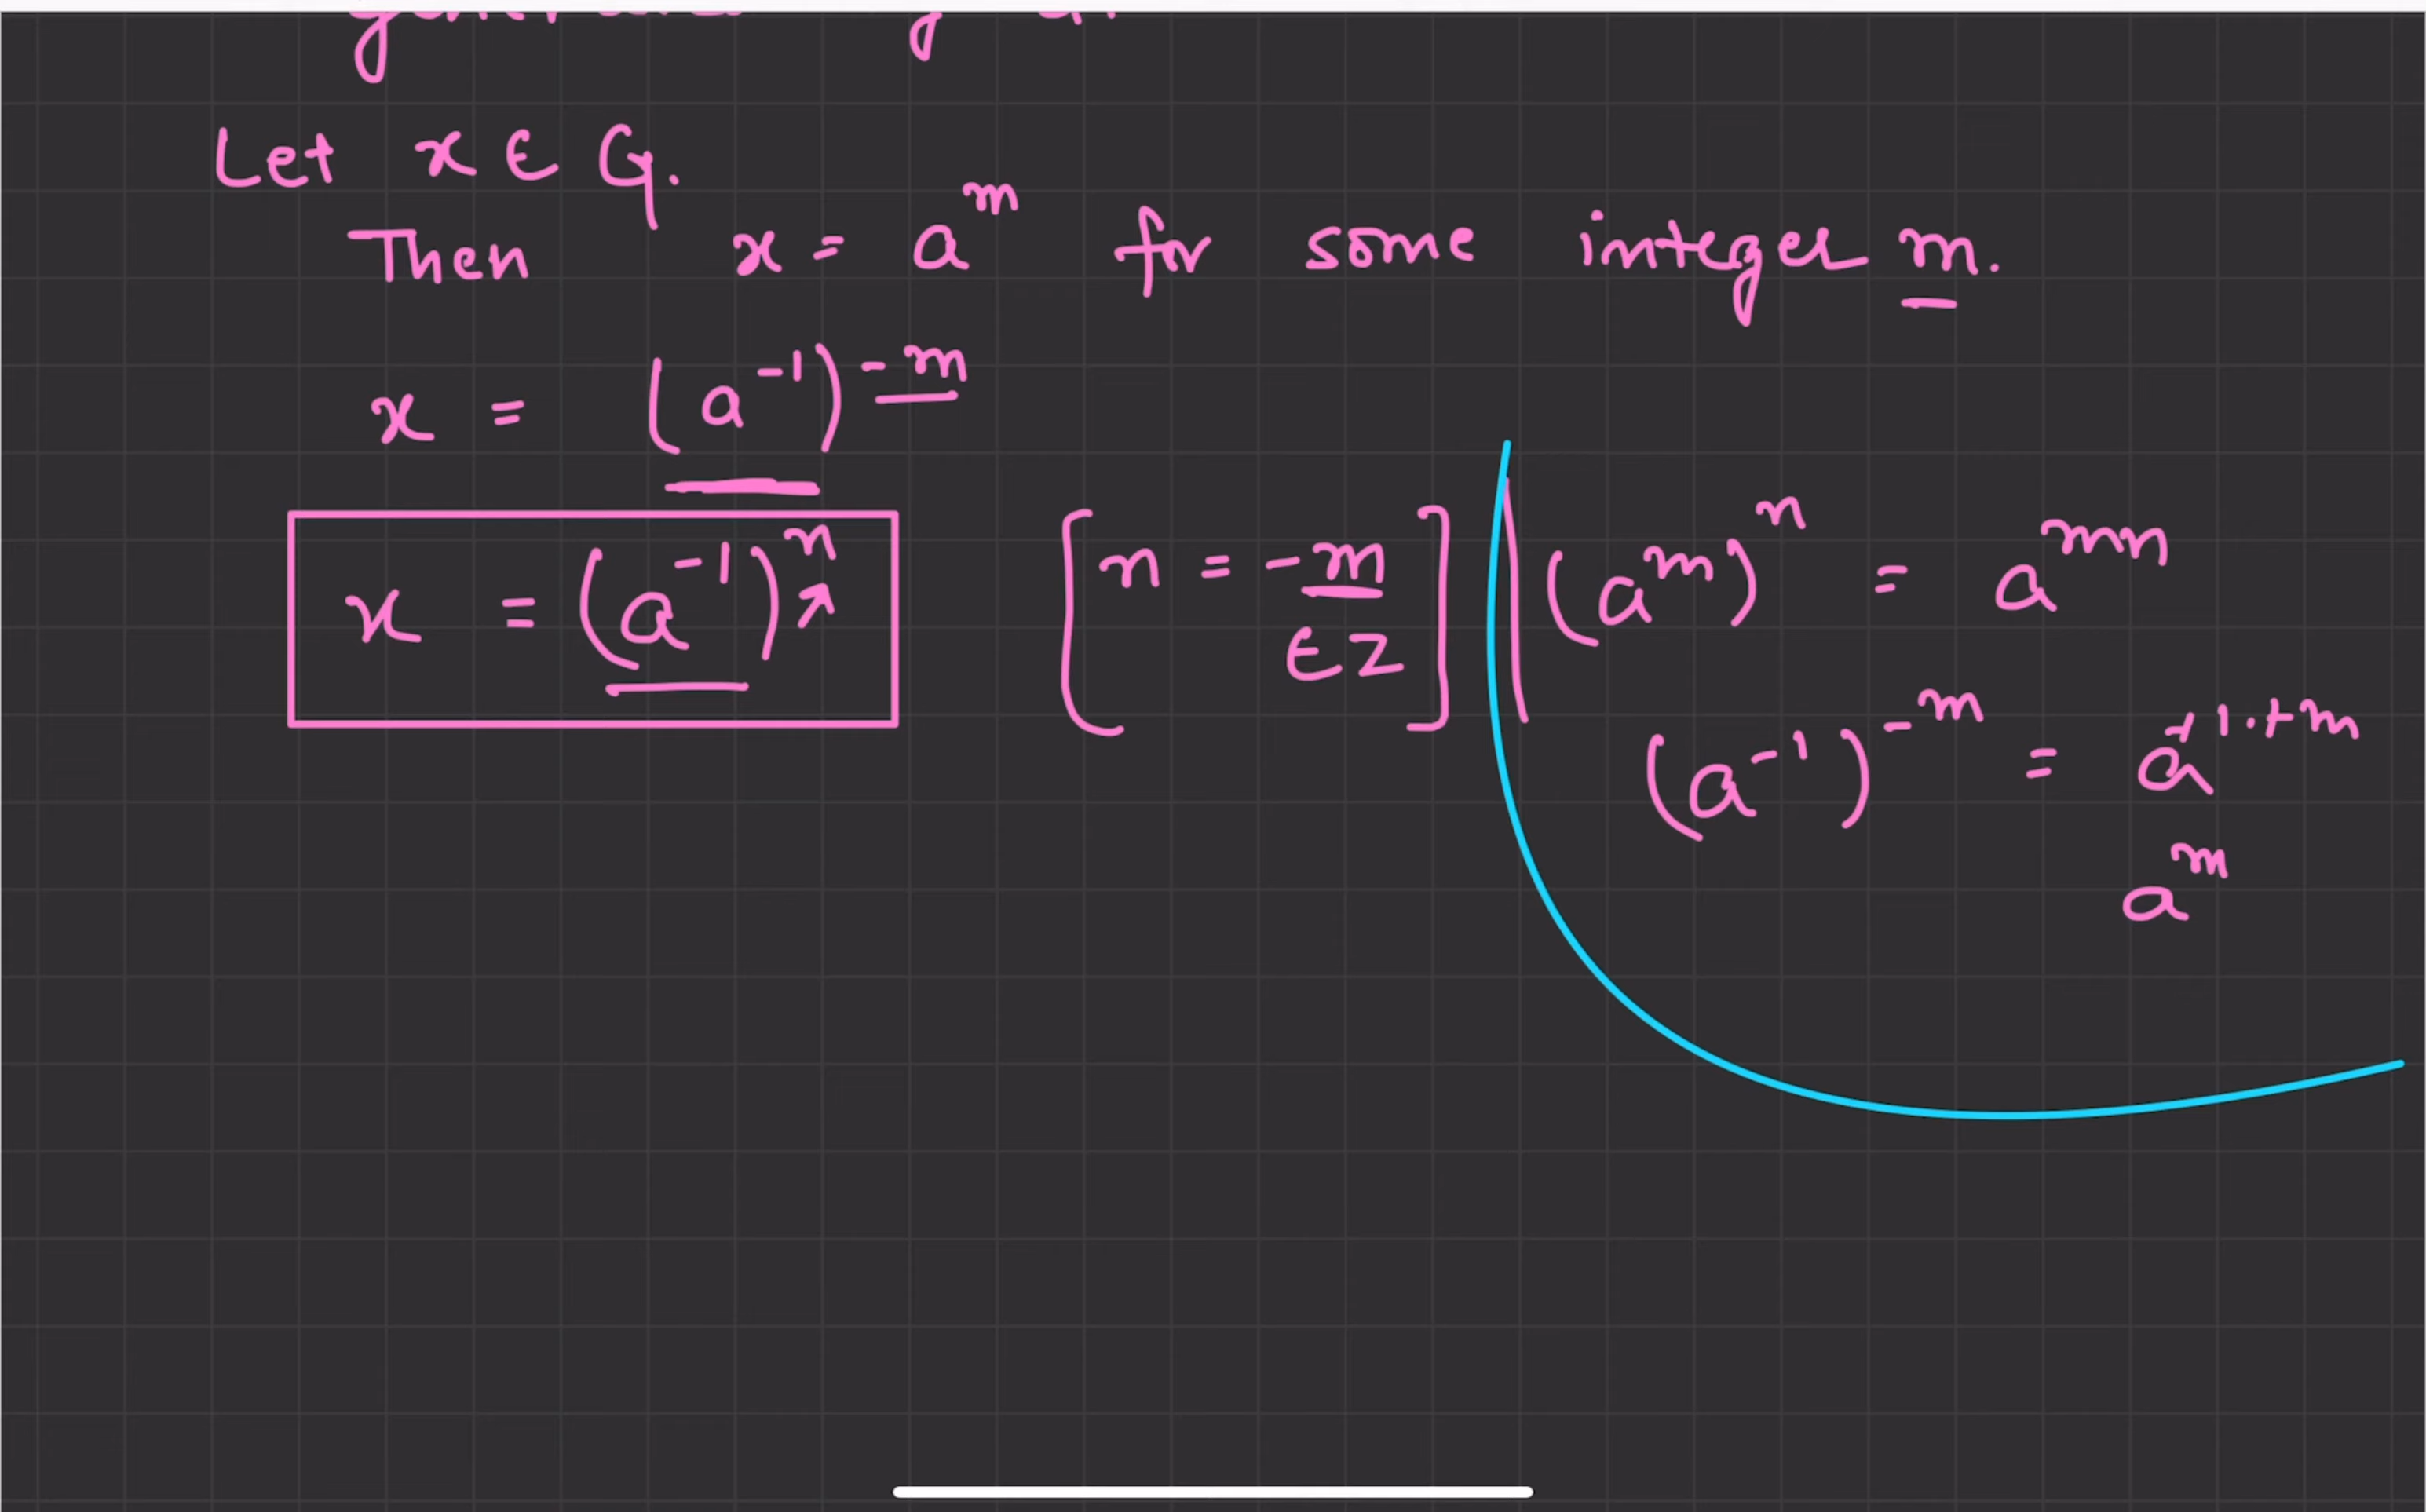 Let x ∈ G.
Then x = a^m for some integer m.
x = (a^-1)^-m
x = (a^-1)^n [n = -m ∈ Z]
(a^m)^n = a^mn
(a^-1)^-m = a^+1·+m
a^m